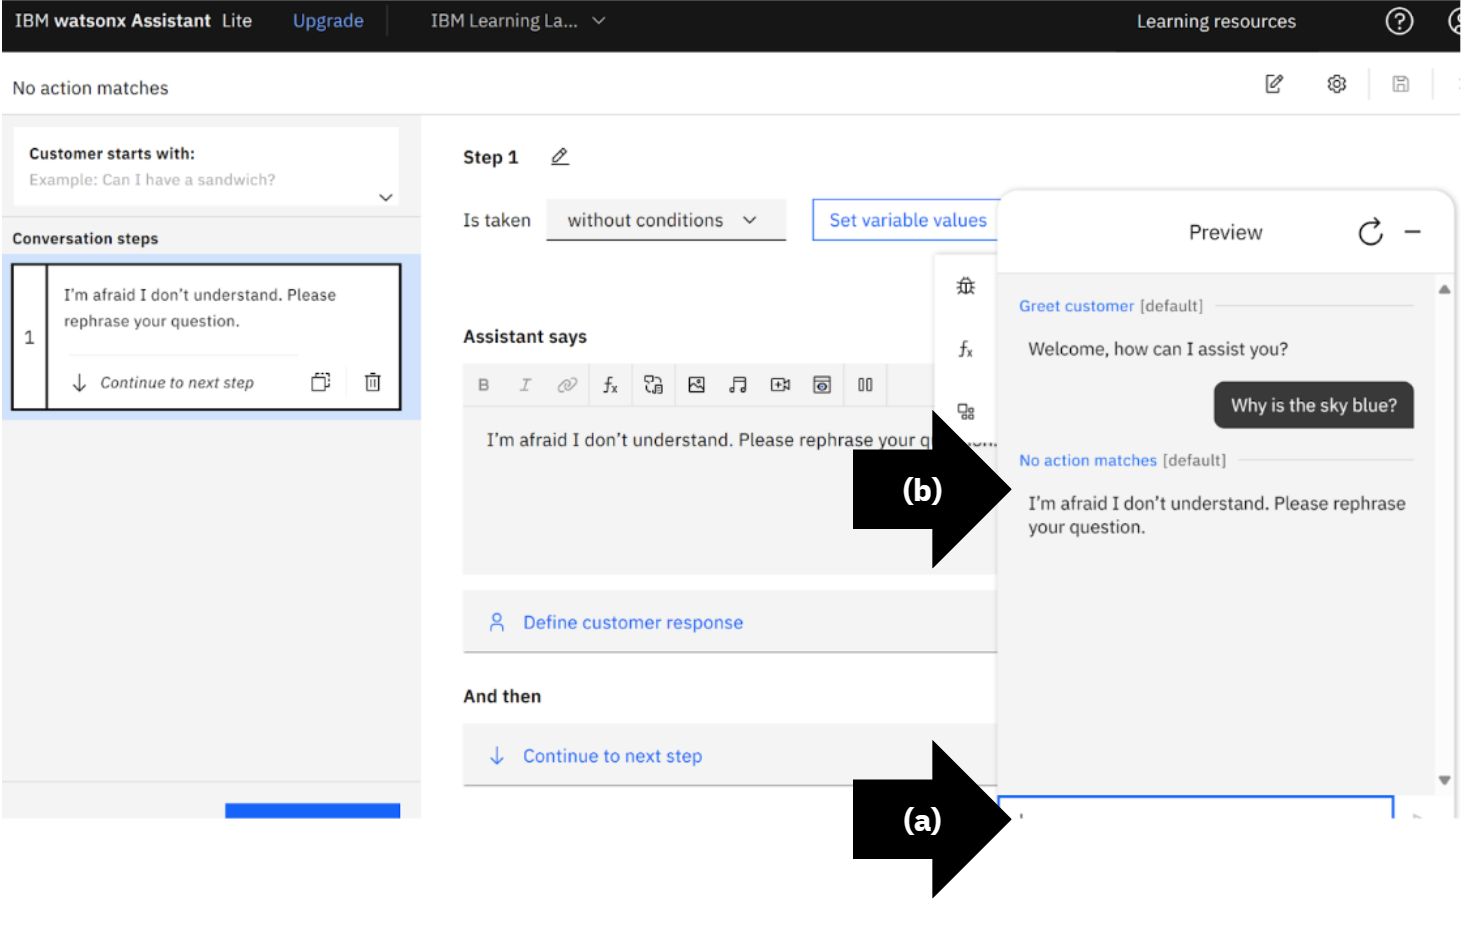 IBM watsonx Assistant Lite Upgrade IBM Learning La... Learning resources
No action matches
Customer starts with:
Example: Can I have a sandwich?
Conversation steps
1
I'm afraid I don't understand. Please
rephrase your question.
Continue to next step
Step 1
Is taken without conditions Set variable values
Assistant says
B I fx
I'm afraid I don't understand. Please rephrase your
Define customer response
And then
Continue to next step
fx
Preview
Greet customer [default]
Welcome, how can I assist you?
Why is the sky blue?
No action matches [default]
I'm afraid I don't understand. Please rephrase
your question.
(b)
(a)